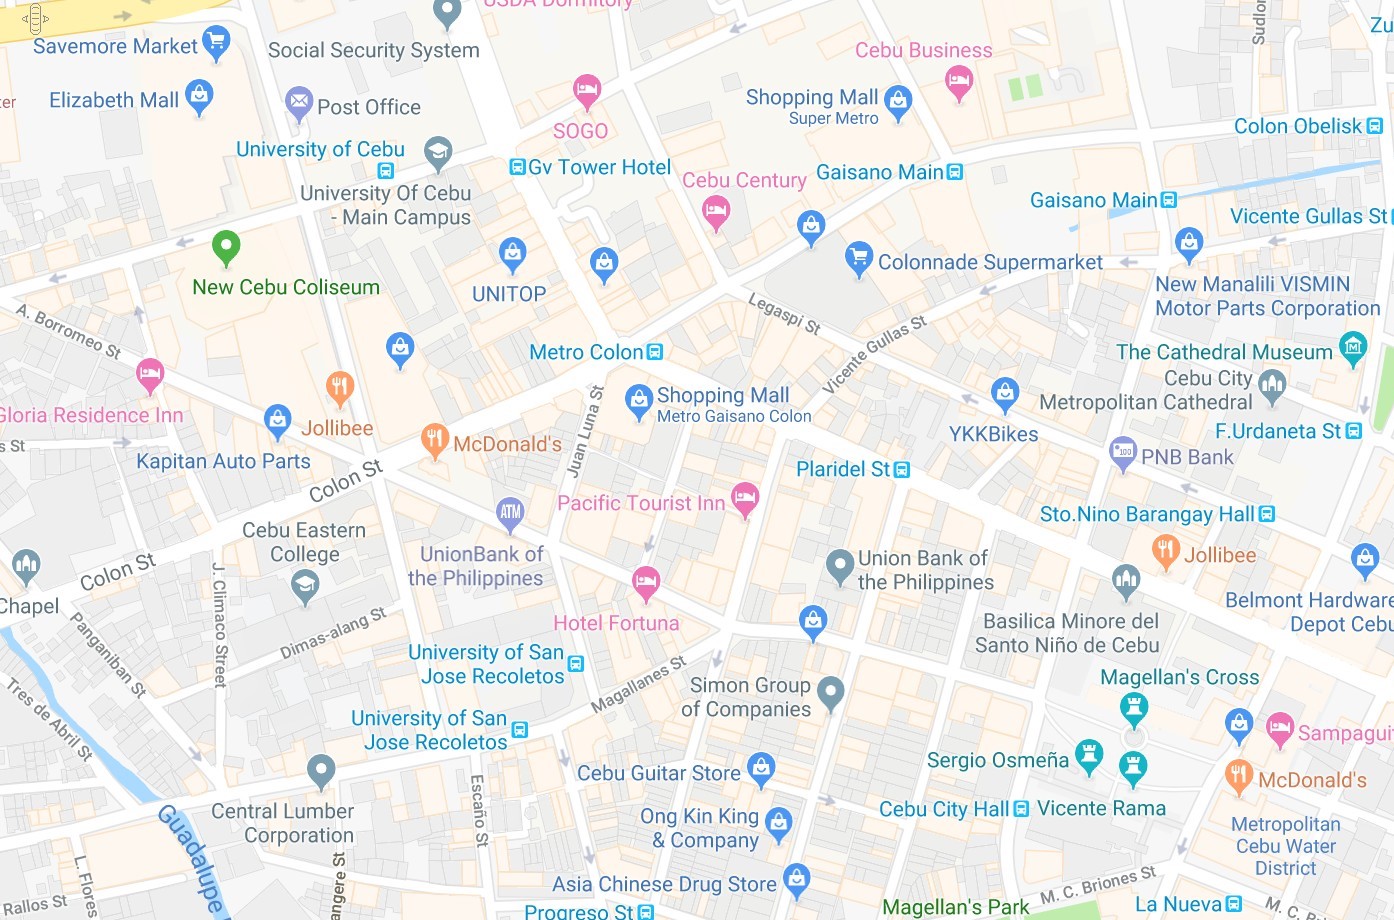 USDA Dormitory
Zu
Savemore Market
Social Security System
Cebu Business
Sudlon
Elizabeth Mall
Post Office
Shopping Mall
Super Metro
ter
SOGO
Colon Obelisk
University of Cebu
Gv Tower Hotel
Gaisano Main
Cebu Century
University Of Cebu
- Main Campus
Gaisano Main
Vicente Gullas St
New Cebu Coliseum
UNITOP
Colonnade Supermarket
New Manalili VISMIN
Motor Parts Corporation
A. Borromeo St
Legaspi St
Vicente Gullas St
Metro Colon
The Cathedral Museum
Cebu City
Metropolitan Cathedral
Shopping Mall
Metro Gaisano Colon
Juan Luna St
Gloria Residence Inn
Jollibee
McDonald's
YKKBikes
F.Urdaneta St
s St
Kapitan Auto Parts
Colon St
Plaridel St
PNB Bank
100
Pacific Tourist Inn
ATM
Sto.Nino Barangay Hall
Cebu Eastern
College
UnionBank of
the Philippines
Union Bank of
the Philippines
Jollibee
Colon St
Chapel
J. Climaco Street
Hotel Fortuna
Belmont Hardware
Depot Cebu
Basilica Minore del
Santo Niño de Cebu
Panganiban St
Dimas-alang St
University of San
Jose Recoletos
Magallanes St
Simon Group
of Companies
Magellan's Cross
Tres de Abril St
University of San
Jose Recoletos
Sampaguit
Sergio Osmeña
Cebu Guitar Store
McDonald's
Central Lumber
Corporation
Escaño St
Cebu City Hall
Vicente Rama
Guadalupe
Ong Kin King
& Company
Metropolitan
Cebu Water
District
L.Flores
angere St
Asia Chinese Drug Store
M. C. Briones St
Rallos St
Progreso St
Magellan's Park
La Nueva
M. C. Br